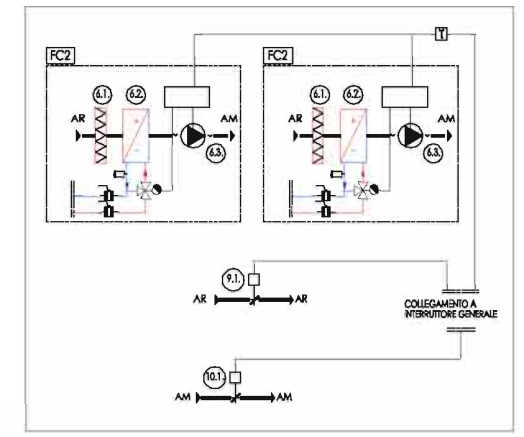 T
FC2
FC2
6.1.
6.2.
6.1.
6.2.
AR
AM
AR
AM
6.3.
6.3.
9.1.
AR
AR
COLLEGAMENTO A
INTERRUTTORE GENERALE
10.1.
AM
AM